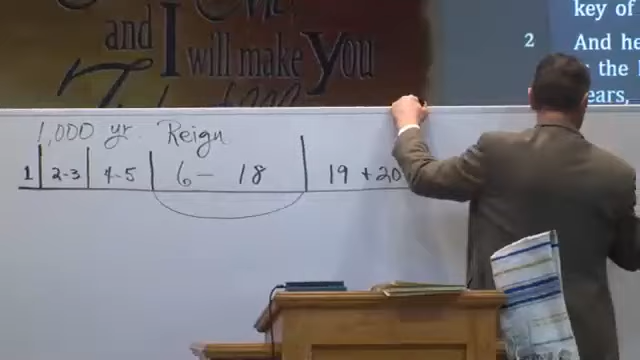 Me!
and I will make you
key of
2 And he
the
ears,
1,000 yr. Reign
1 2-3 4-5 6 - 18 19 + 20